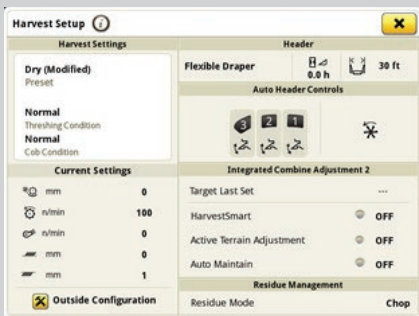 Harvest Setup
Harvest Settings
Dry (Modified)
Preset
Normal
Threshing Condition
Normal
Cob Condition
Current Settings
mm 0
n/min 100
n/min 0
mm 0
mm 1
Outside Configuration
Header
Flexible Draper 0.0 h 30 ft
Auto Header Controls
3 2 1
Integrated Combine Adjustment 2
Target Last Set ---
HarvestSmart OFF
Active Terrain Adjustment OFF
Auto Maintain OFF
Residue Management
Residue Mode Chop